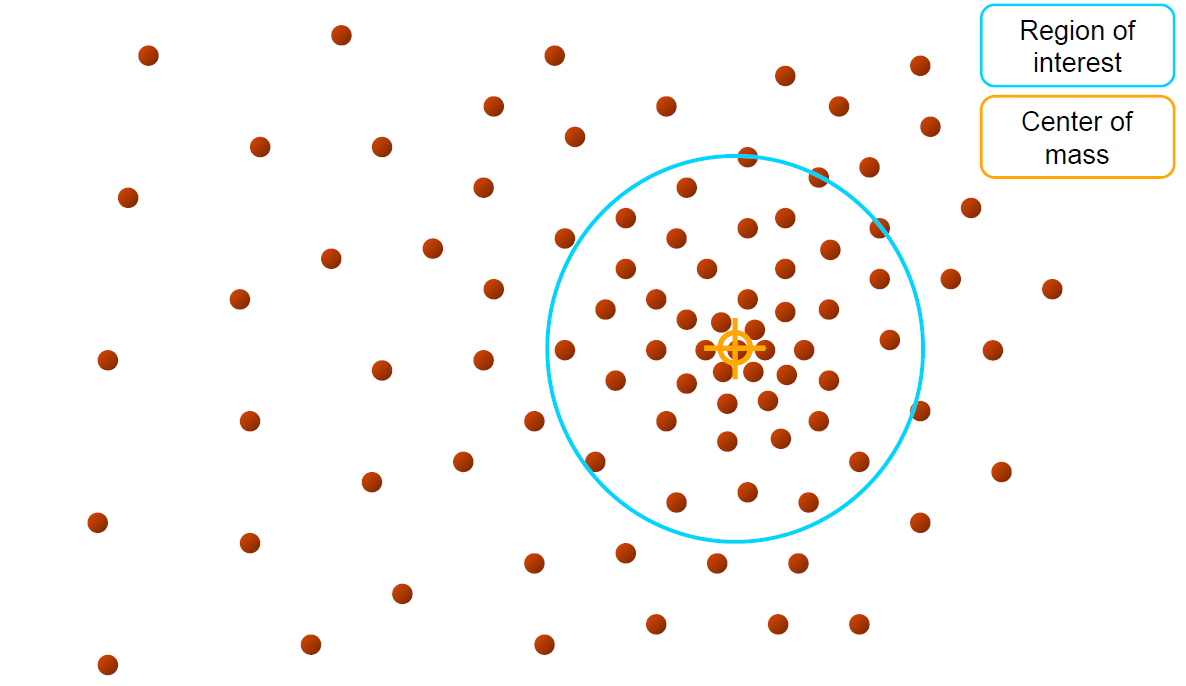 Region of
interest
Center of
mass